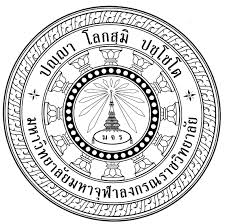 ปญฺญา โลกสฺมิ ปชฺโชโต
ม จ ร
มหาวิทยาลัยมหาจุฬาลงกรณราชวิทยาลัย